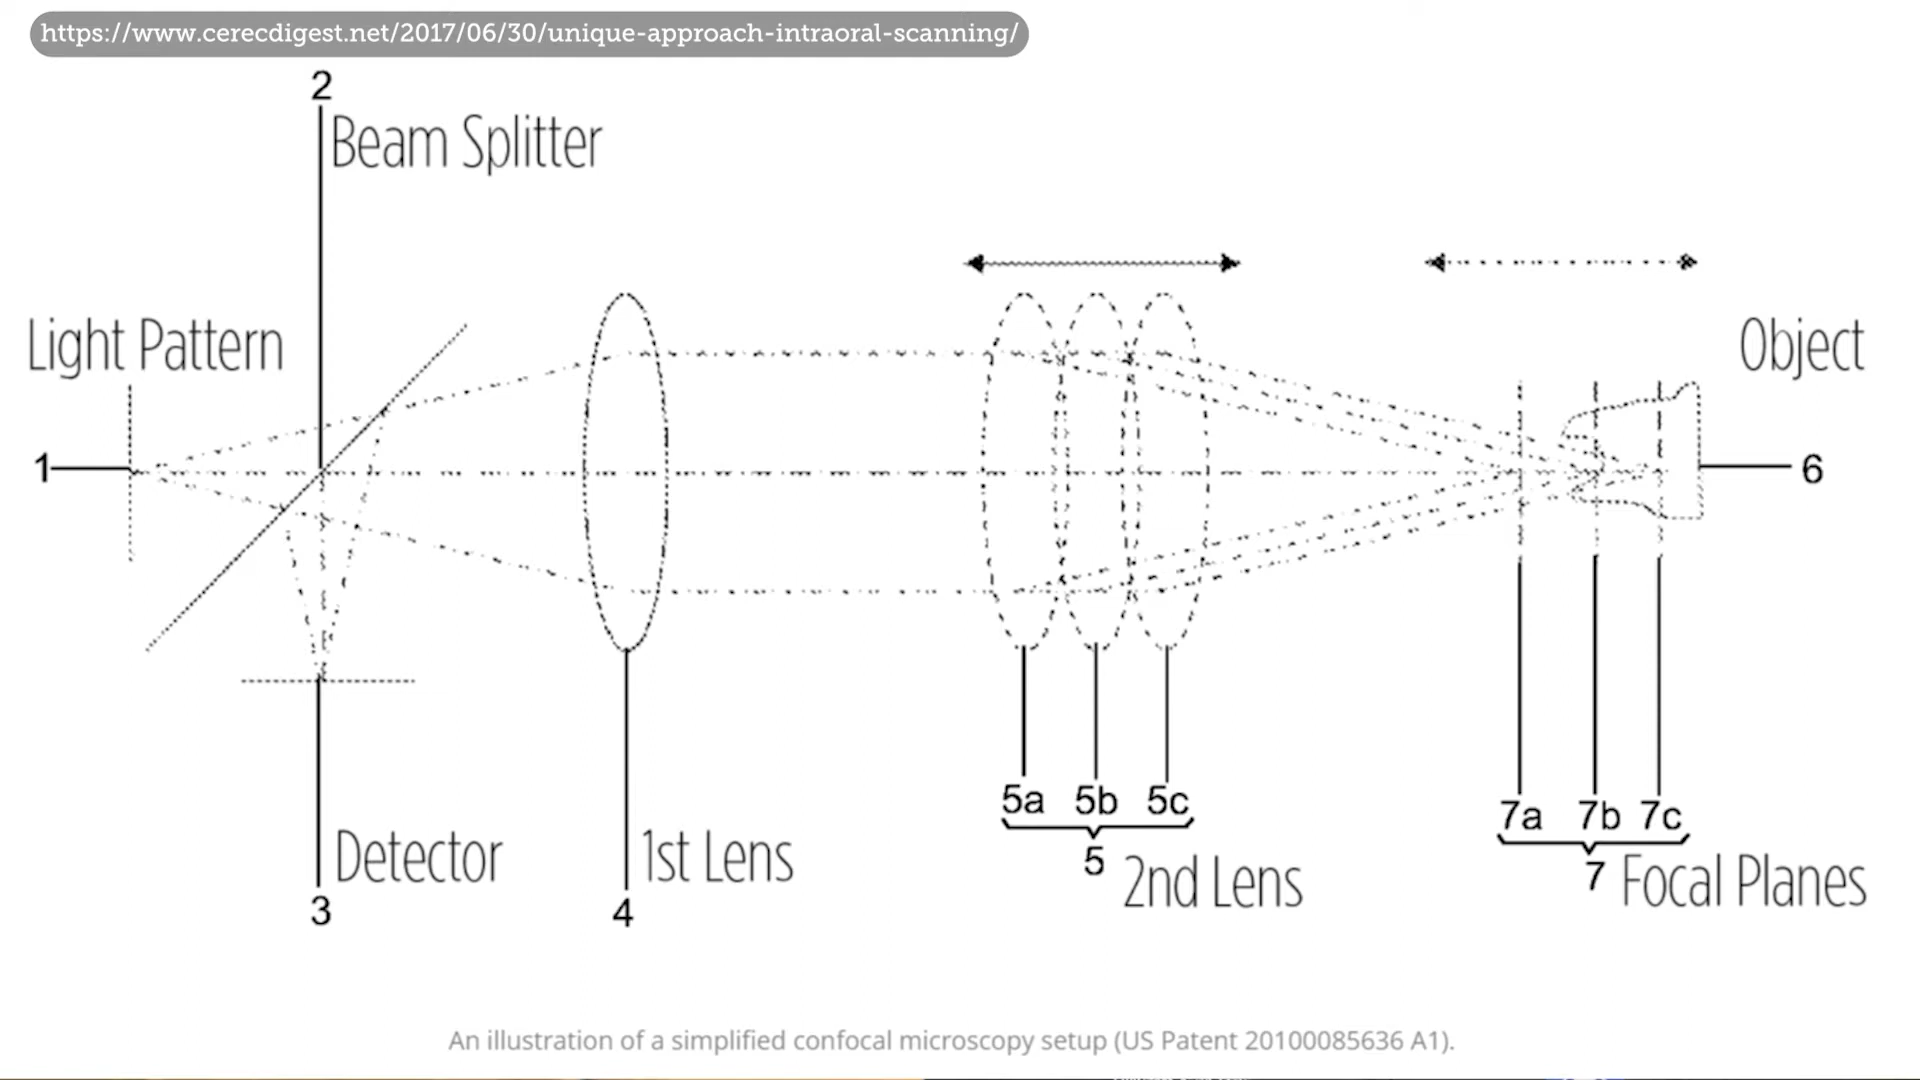 https://www.cerecdigest.net/2017/06/30/unique-approach-intraoral-scanning/
2
Beam Splitter
Light Pattern
Object
1
6
5a 5b 5c
7a 7b 7c
Detector
1st Lens
5 2nd Lens
7 Focal Planes
3
4
An illustration of a simplified confocal microscopy setup (US Patent 20100085636 A1).